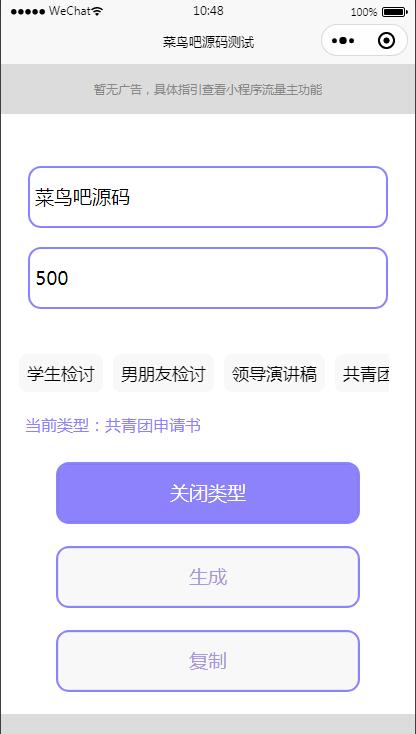 ●●●●● WeChat 10:48 100%
菜鸟吧源码测试
暂无广告，具体指引查看小程序流量主功能
菜鸟吧源码
500
学生检讨 男朋友检讨 领导演讲稿 共青团
当前类型：共青团申请书
关闭类型
生成
复制